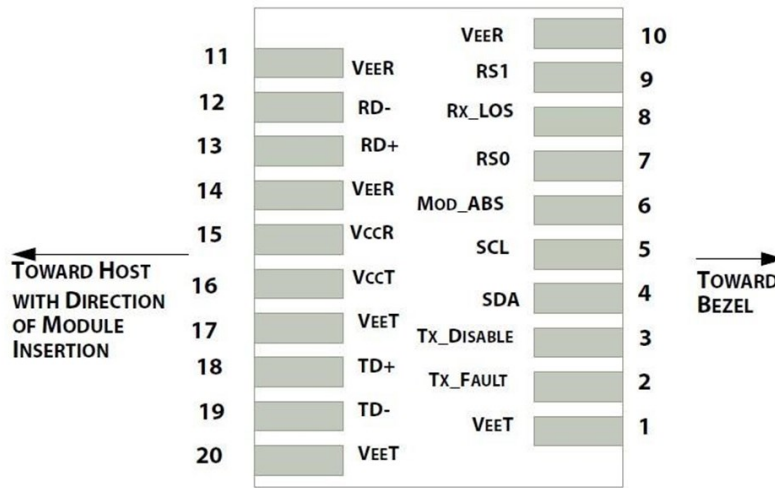 VEER 10
11 VEER RS1 9
12 RD- RX_LOS 8
13 RD+ RS0 7
14 VEER MOD_ABS 6
15 VCCR SCL 5
16 VCCT SDA 4
17 VEET TX_DISABLE 3
18 TD+ TX_FAULT 2
19 TD- VEET 1
20 VEET
TOWARD HOST
WITH DIRECTION
OF MODULE
INSERTION
TOWARD
BEZEL